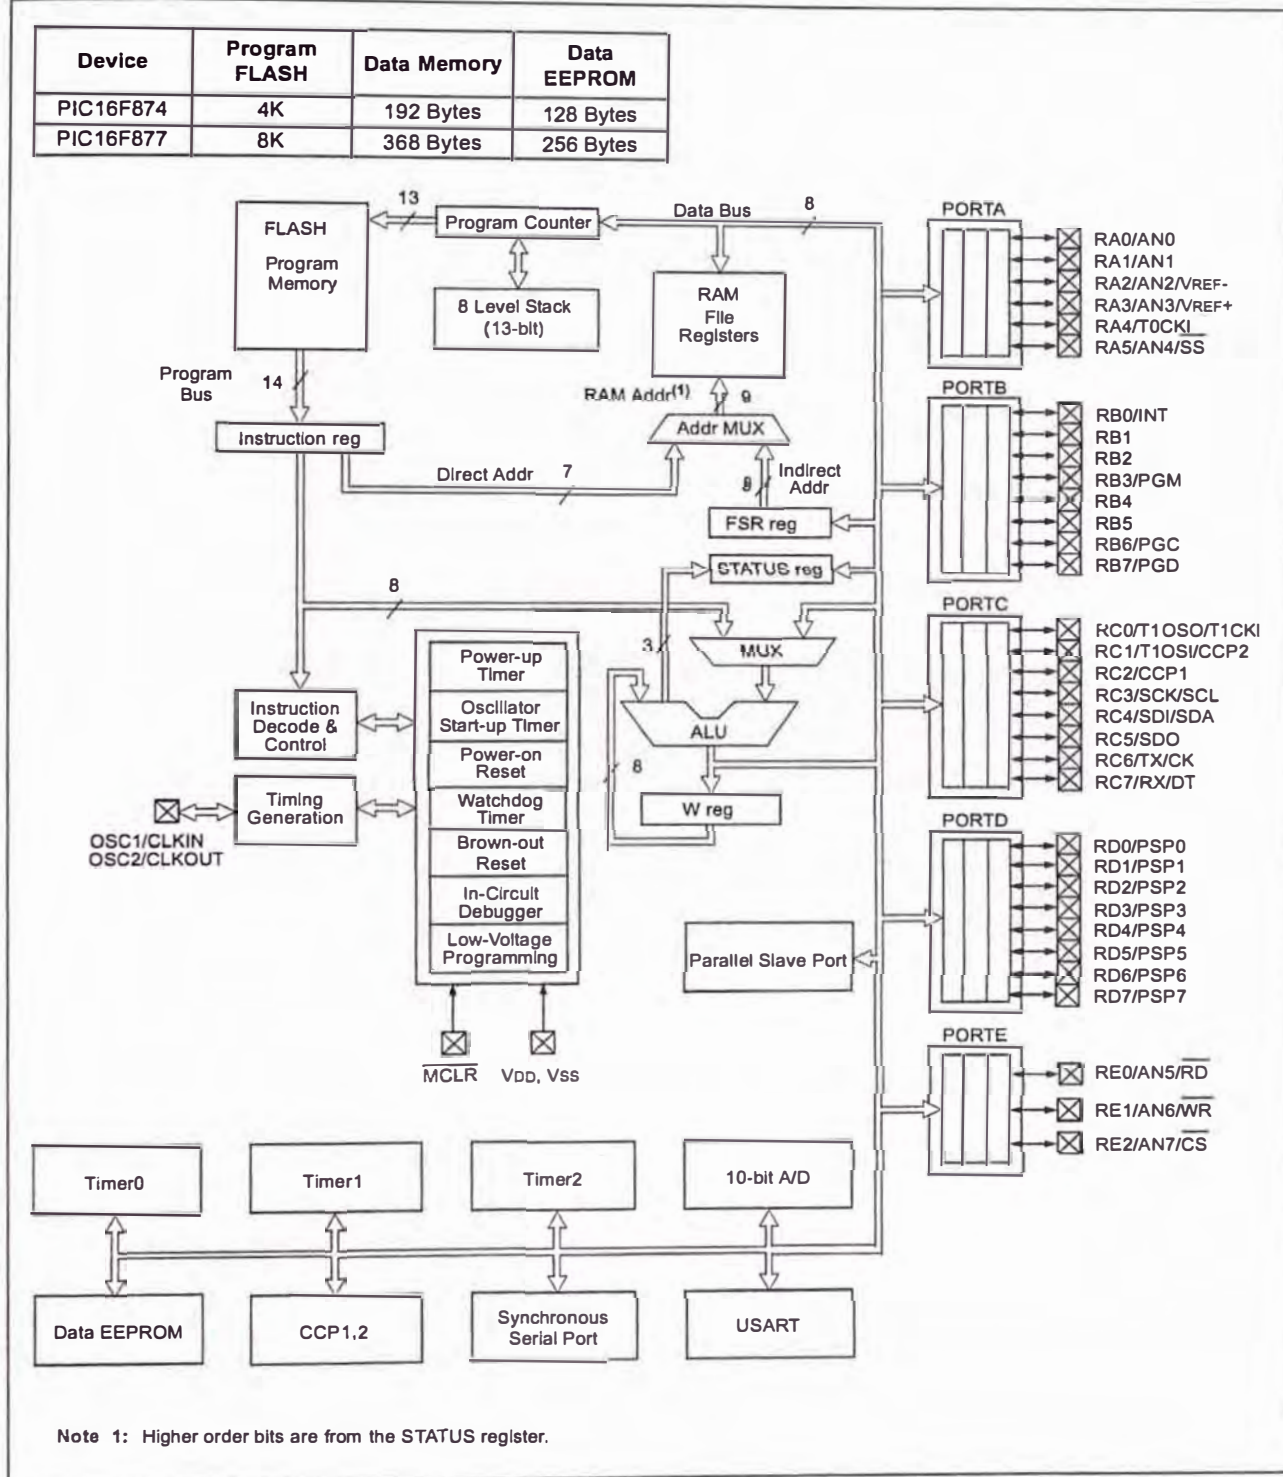 Device Program FLASH Data Memory Data EEPROM
PIC16F874 4K 192 Bytes 128 Bytes
PIC16F877 8K 368 Bytes 256 Bytes
FLASH
Program
Memory
13
Program Counter
Data Bus
8
8 Level Stack
(13-bit)
RAM
File
Registers
Program
Bus
14
RAM Addr(1)
9
Instruction reg
Addr MUX
Direct Addr
7
Indirect
Addr
8
FSR reg
STATUS reg
8
3
MUX
ALU
8
W reg
Power-up
Timer
Oscillator
Start-up Timer
Power-on
Reset
Watchdog
Timer
Brown-out
Reset
In-Circuit
Debugger
Low-Voltage
Programming
Instruction
Decode &
Control
Timing
Generation
OSC1/CLKIN
OSC2/CLKOUT
MCLR
VDD, VSS
Parallel Slave Port
PORTA
RA0/AN0
RA1/AN1
RA2/AN2/VREF-
RA3/AN3/VREF+
RA4/T0CKI
RA5/AN4/SS
PORTB
RB0/INT
RB1
RB2
RB3/PGM
RB4
RB5
RB6/PGC
RB7/PGD
PORTC
RC0/T1OSO/T1CKI
RC1/T1OSI/CCP2
RC2/CCP1
RC3/SCK/SCL
RC4/SDI/SDA
RC5/SDO
RC6/TX/CK
RC7/RX/DT
PORTD
RD0/PSP0
RD1/PSP1
RD2/PSP2
RD3/PSP3
RD4/PSP4
RD5/PSP5
RD6/PSP6
RD7/PSP7
PORTE
RE0/AN5/RD
RE1/AN6/WR
RE2/AN7/CS
Timer0
Timer1
Timer2
10-bit A/D
Data EEPROM
CCP1,2
Synchronous
Serial Port
USART
Note 1: Higher order bits are from the STATUS register.